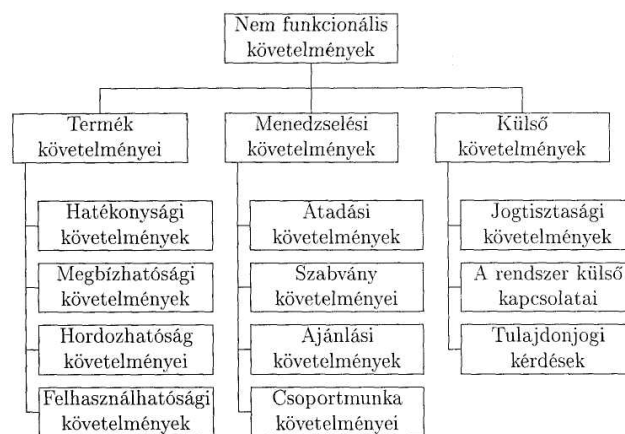 Nem funkcionális
követelmények
Termék
követelményei
Menedzselési
követelmények
Külső
követelmények
Hatékonysági
követelmények
Megbízhatósági
követelmények
Hordozhatóság
követelményei
Felhasználhatósági
követelmények
Atadási
követelmények
Szabvány
követelményei
Ajánlási
követelmények
Csoportmunka
követelményei
Jogtisztasági
követelmények
A rendszer külső
kapcsolatai
Tulajdonjogi
kérdések